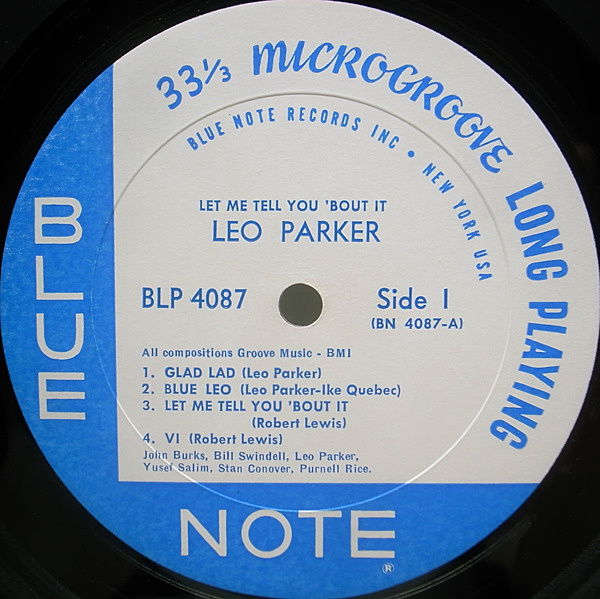 33⅓ MICROGROOVE LONG PLAYING
BLUE NOTE RECORDS INC • NEW YORK USA
LET ME TELL YOU 'BOUT IT
LEO PARKER
BLUE
BLP 4087
Side 1
(BN 4087-A)
All compositions Groove Music - BMI
1. GLAD LAD (Leo Parker)
2. BLUE LEO (Leo Parker-Ike Quebec)
3. LET ME TELL YOU 'BOUT IT
(Robert Lewis)
4. VI (Robert Lewis)
John Burks, Bill Swindell, Leo Parker,
Yusef Salim, Stan Conover, Purnell Rice.
NOTE
®